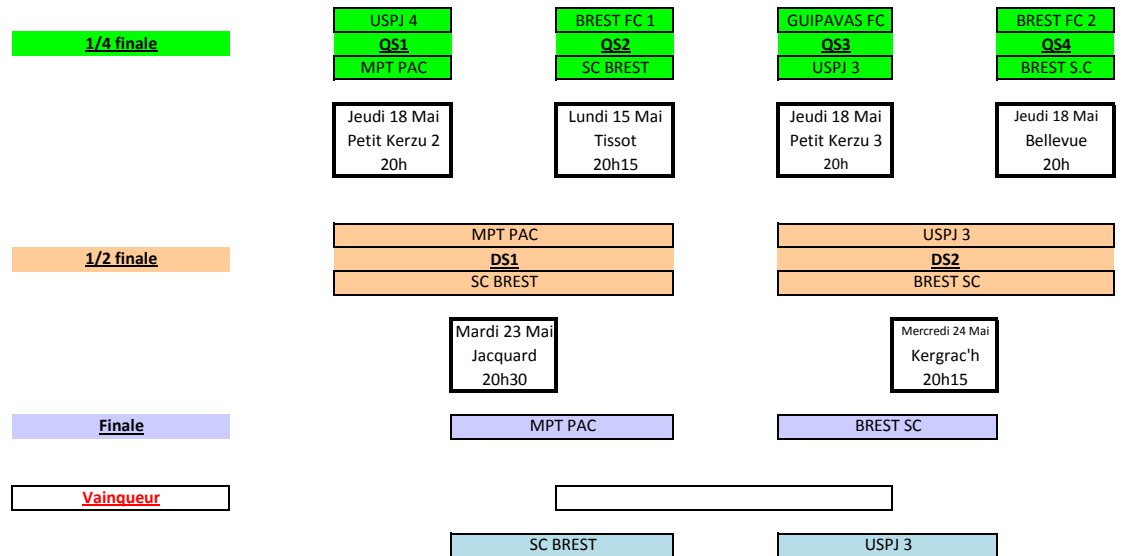 USPJ 4 BREST FC 1 GUIPAVAS FC BREST FC 2
1/4 finale QS1 QS2 QS3 QS4
MPT PAC SC BREST USPJ 3 BREST S.C
Jeudi 18 Mai Lundi 15 Mai Jeudi 18 Mai Jeudi 18 Mai
Petit Kerzu 2 Tissot Petit Kerzu 3 Bellevue
20h 20h15 20h 20h
MPT PAC USPJ 3
1/2 finale DS1 DS2
SC BREST BREST SC
Mardi 23 Mai Mercredi 24 Mai
Jacquard Kergrac'h
20h30 20h15
Finale MPT PAC BREST SC
Vainqueur
SC BREST USPJ 3